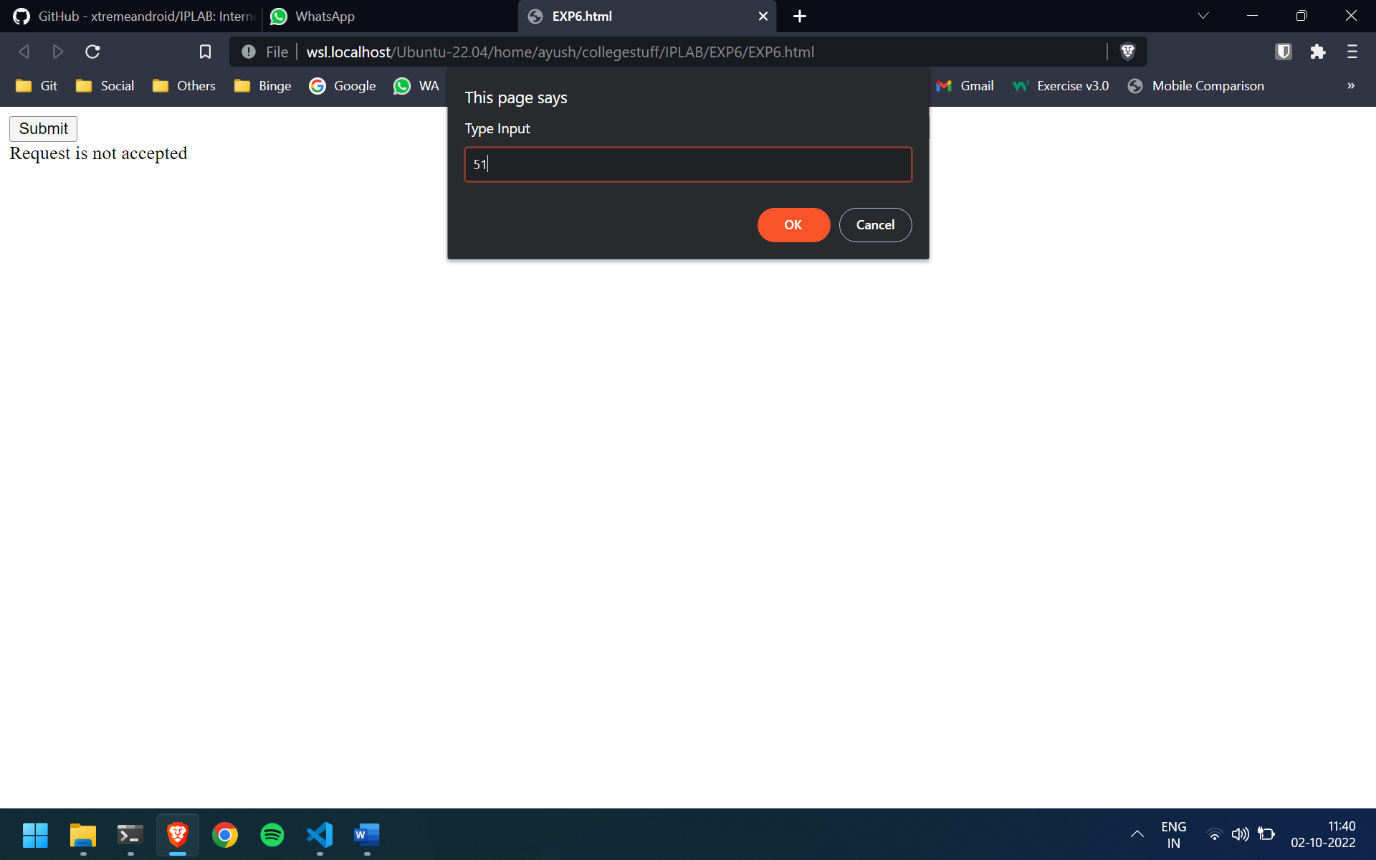 GitHub - xtremeandroid/IPLAB: Intern
WhatsApp
EXP6.html
File
wsl.localhost/Ubuntu-22.04/home/ayush/collegestuff/IPLAB/EXP6/EXP6.html
Git
Social
Others
Binge
Google
WA
Gmail
Exercise v3.0
Mobile Comparison
»
This page says
Type Input
51
OK
Cancel
Submit
Request is not accepted
ENG
IN
11:40
02-10-2022